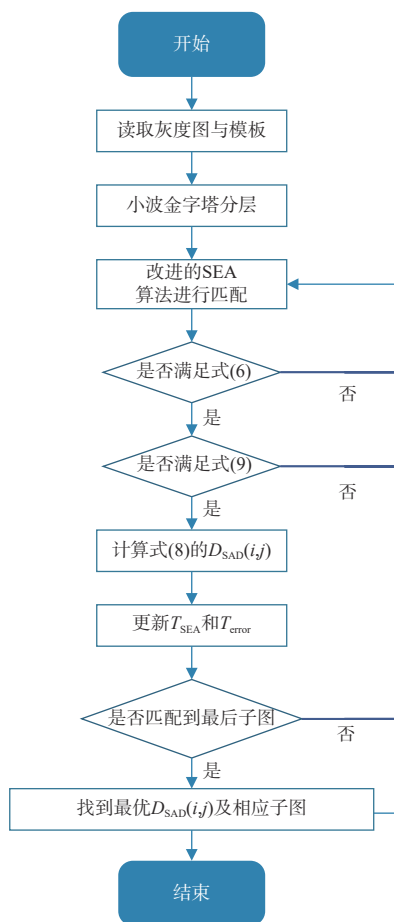 开始
读取灰度图与模板
小波金字塔分层
改进的SEA
算法进行匹配
是否满足式(6)
否
是
是否满足式(9)
否
是
计算式(8)的D_SAD(i,j)
更新T_SEA和T_error
是否匹配到最后子图
否
是
找到最优D_SAD(i,j)及相应子图
结束